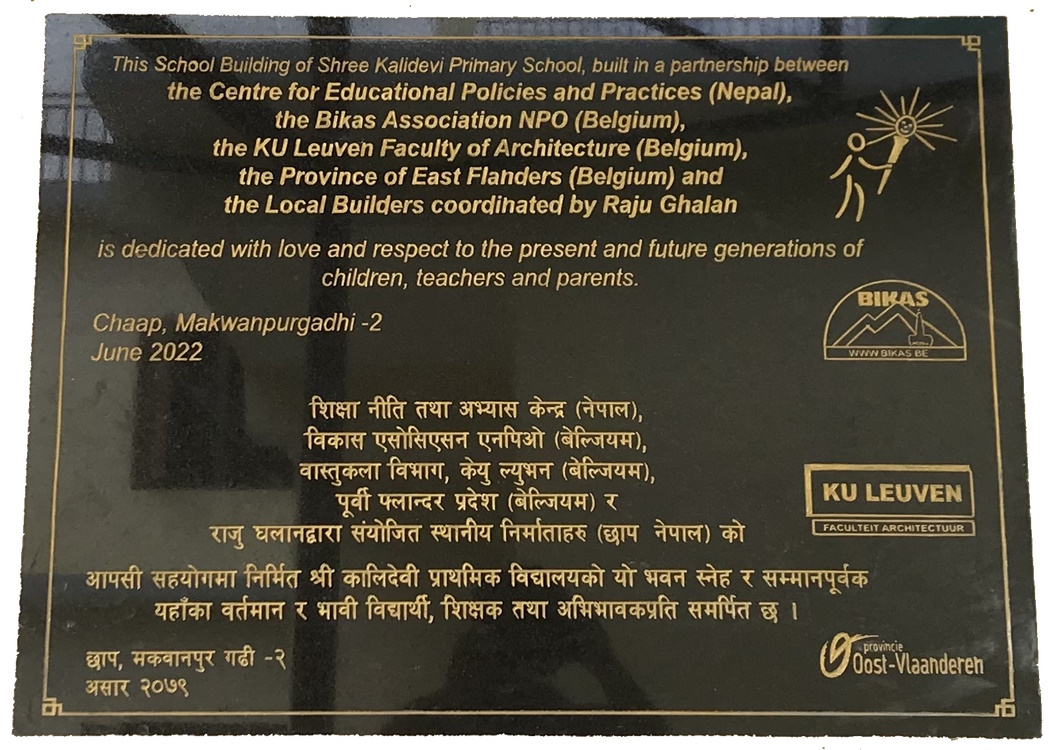 This School Building of Shree Kalidevi Primary School, built in a partnership between
the Centre for Educational Policies and Practices (Nepal),
the Bikas Association NPO (Belgium),
the KU Leuven Faculty of Architecture (Belgium),
the Province of East Flanders (Belgium) and
the Local Builders coordinated by Raju Ghalan
is dedicated with love and respect to the present and future generations of
children, teachers and parents.
Chaap, Makwanpurgadhi -2
June 2022
BIKAS
WWW BIKAS BE
शिक्षा नीति तथा अभ्यास केन्द्र (नेपाल),
विकास एसोसिएसन एनपिओ (बेल्जियम),
वास्तुकला विभाग, केयु ल्युभन (बेल्जियम),
पूर्वी फ्लान्दर प्रदेश (बेल्जियम) र
राजु घलानद्वारा संयोजित स्थानीय निर्माताहरु (छाप नेपाल) को
KU LEUVEN
FACULTEIT ARCHITECTUUR
आपसी सहयोगमा निर्मित श्री कालिदेवी प्राथमिक विद्यालयको यो भवन स्नेह र सम्मानपूर्वक
यहाँका वर्तमान र भावी विद्यार्थी, शिक्षक तथा अभिभावकप्रति समर्पित छ ।
छाप, मकवानपुर गढी -२
असार २०७९
provincie
Oost-Vlaanderen